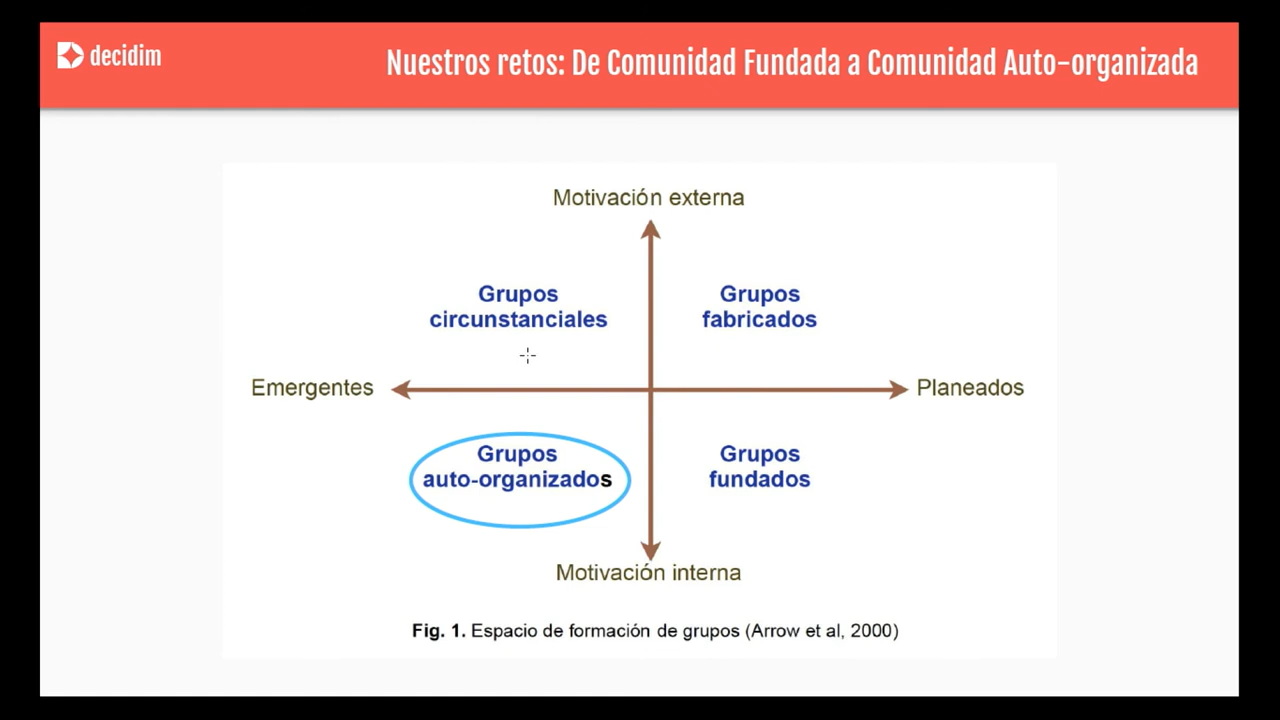 decidim
Nuestros retos: De Comunidad Fundada a Comunidad Auto-organizada
Motivación externa
Grupos
circunstanciales
Grupos
fabricados
Emergentes
Planeados
Grupos
auto-organizados
Grupos
fundados
Motivación interna
Fig. 1. Espacio de formación de grupos (Arrow et al, 2000)